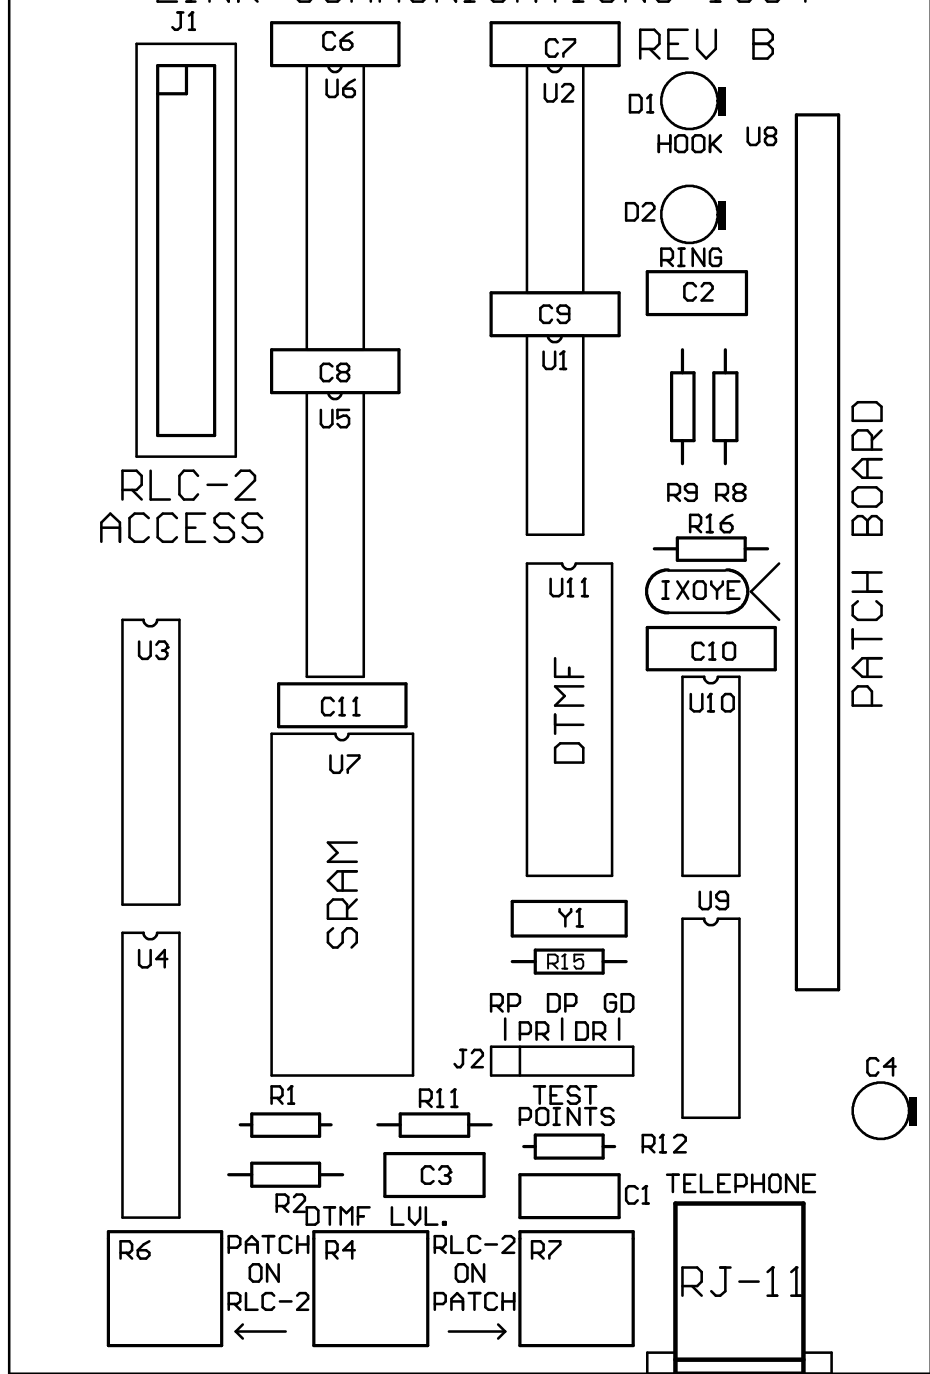 LINK COMMUNICATIONS 1994
J1
C6
C7
REV B
U6
U2
D1
HOOK
U8
D2
RING
C2
C9
U1
C8
U5
RLC-2
ACCESS
R9 R8
R16
IXOYE
U11
DTMF
U3
C10
U10
PATCH BOARD
C11
U7
SRAM
U9
Y1
U4
R15
RP DP GD
PR DR
J2
TEST
POINTS
C4
R1
R11
R12
C3
R2
C1
TELEPHONE
DTMF LVL.
R6
PATCH
ON
RLC-2
R4
RLC-2
ON
PATCH
R7
RJ-11